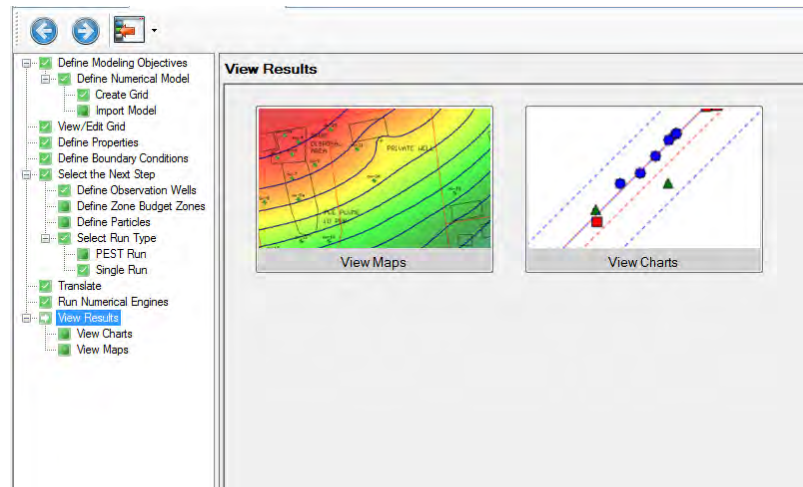 Define Modeling Objectives
Define Numerical Model
Create Grid
Import Model
View/Edit Grid
Define Properties
Define Boundary Conditions
Select the Next Step
Define Observation Wells
Define Zone Budget Zones
Define Particles
Select Run Type
PEST Run
Single Run
Translate
Run Numerical Engines
View Results
View Charts
View Maps
View Results
PRIVATE WELL
AREA
View Maps
View Charts